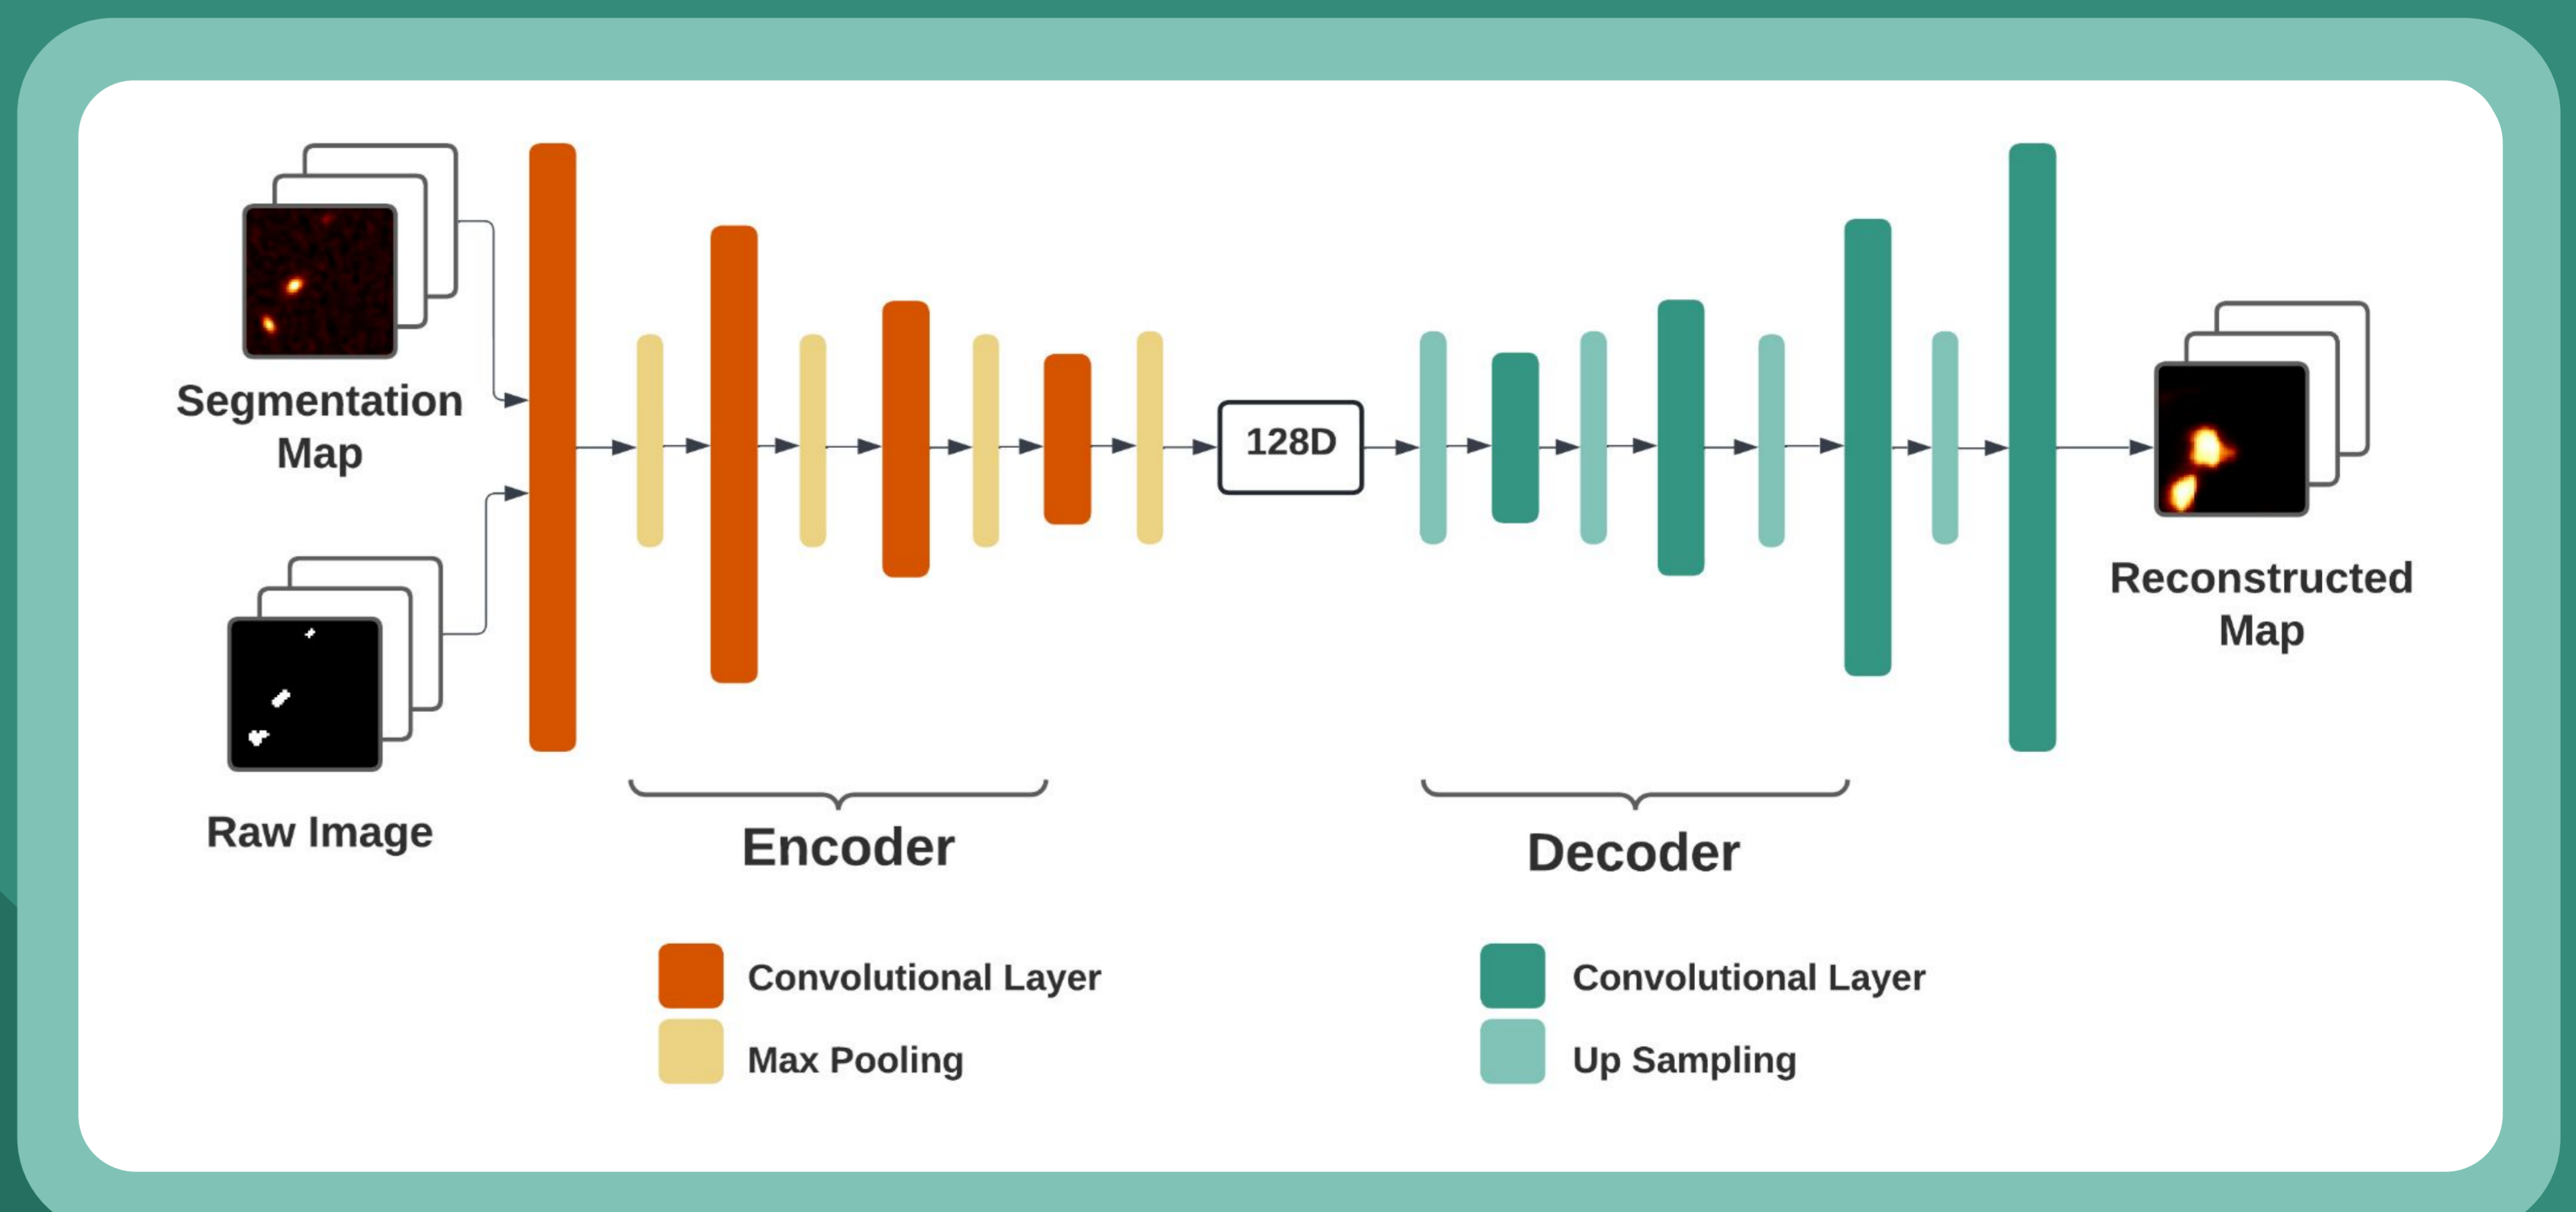 Segmentation
Map
Raw Image
128D
Reconstructed
Map
Encoder
Decoder
Convolutional Layer
Max Pooling
Convolutional Layer
Up Sampling